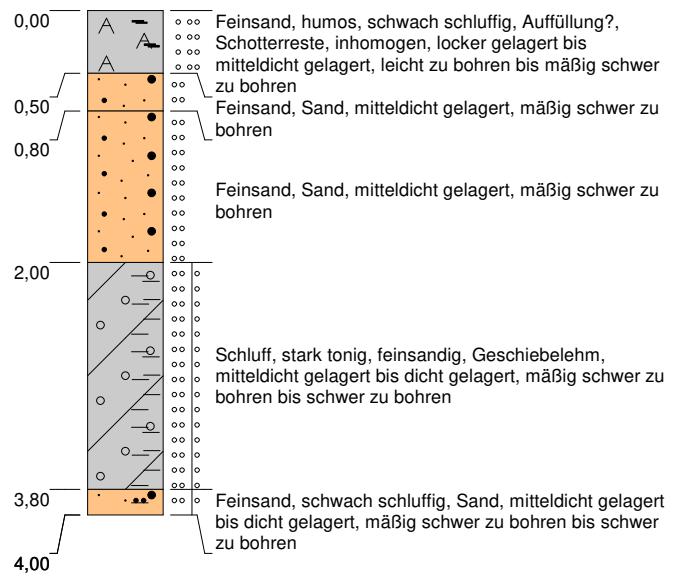 0,00
Feinsand, humos, schwach schluffig, Auffüllung?,
Schotterreste, inhomogen, locker gelagert bis
mitteldicht gelagert, leicht zu bohren bis mäßig schwer
zu bohren
0,50
Feinsand, Sand, mitteldicht gelagert, mäßig schwer zu
bohren
0,80
Feinsand, Sand, mitteldicht gelagert, mäßig schwer zu
bohren
2,00
Schluff, stark tonig, feinsandig, Geschiebelehm,
mitteldicht gelagert bis dicht gelagert, mäßig schwer zu
bohren bis schwer zu bohren
3,80
Feinsand, schwach schluffig, Sand, mitteldicht gelagert
bis dicht gelagert, mäßig schwer zu bohren bis schwer
zu bohren
4,00